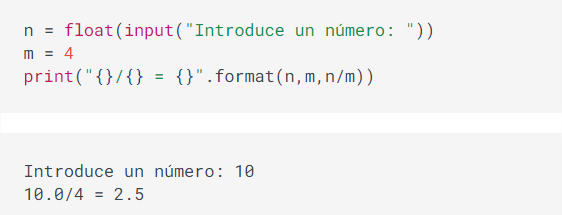 n = float(input("Introduce un número: "))
m = 4
print("{}/{} = {}".format(n,m,n/m))
Introduce un número: 10
10.0/4 = 2.5